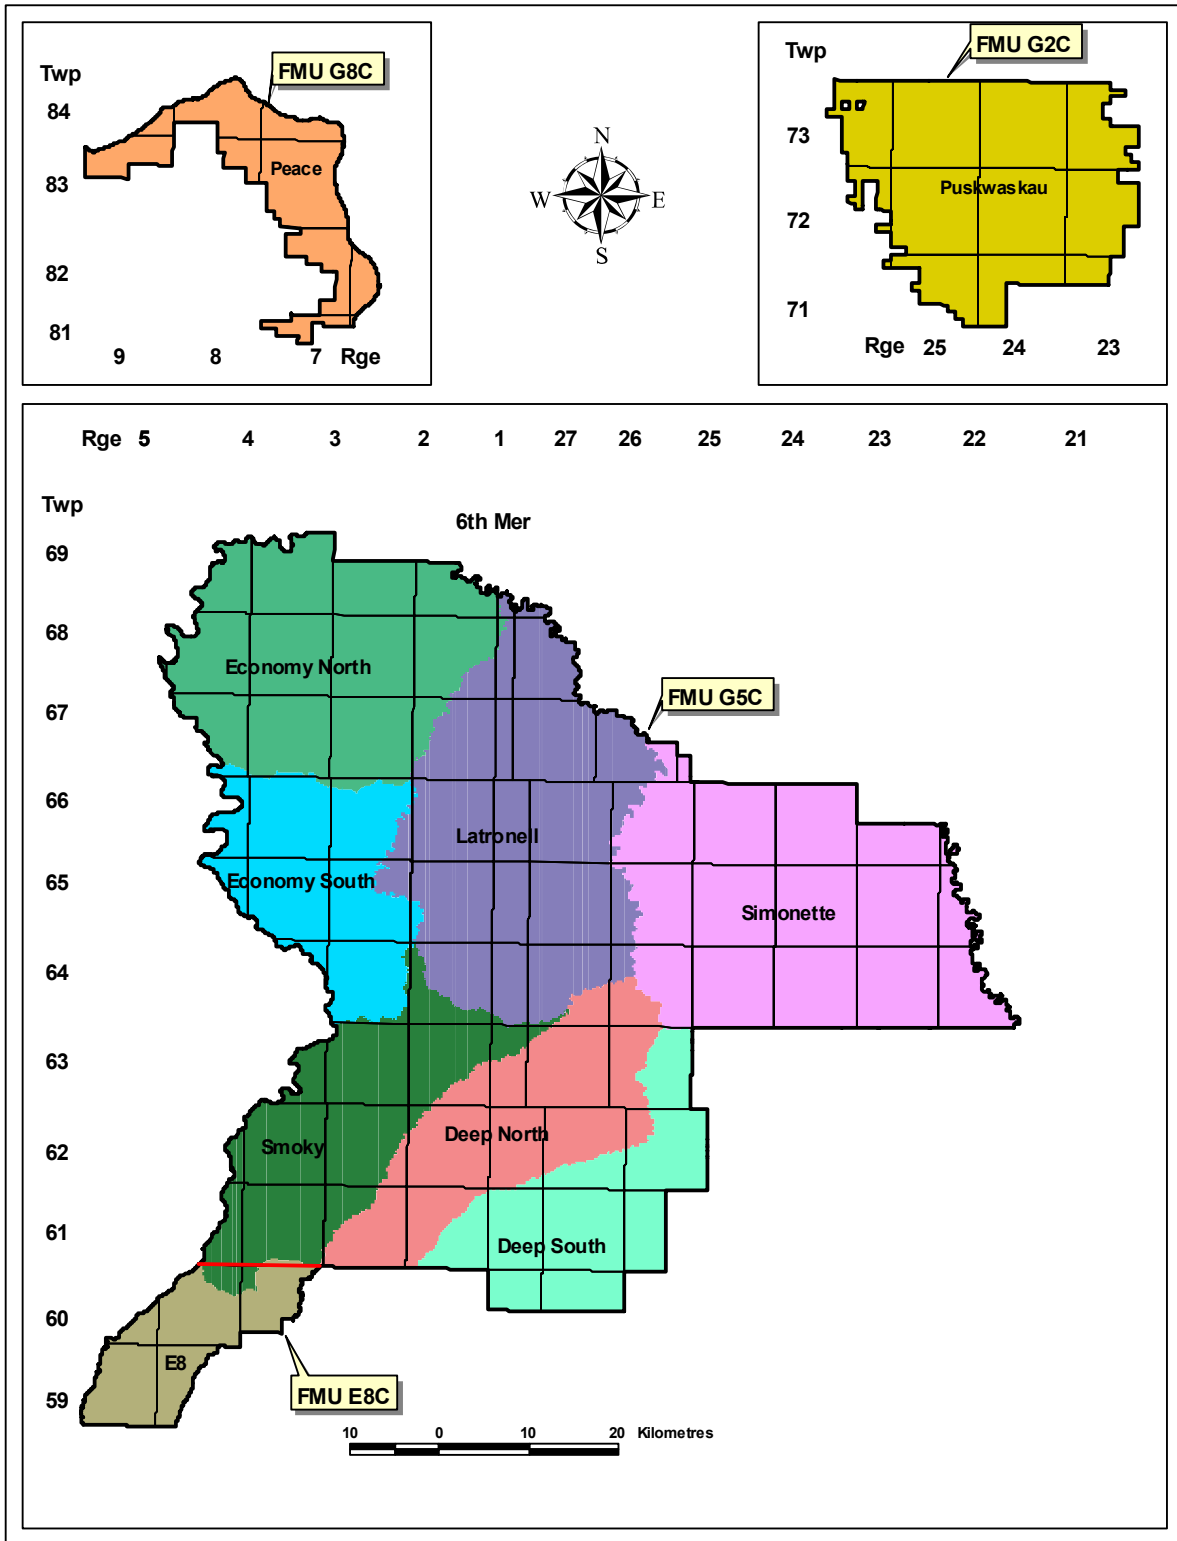 FMU G8C
Twp
84
83
82
81
Peace
9 8 7 Rge
N
W E
S
FMU G2C
Twp
73
72
71
Puskwaskau
Rge 25 24 23
Rge 5 4 3 2 1 27 26 25 24 23 22 21
Twp
6th Mer
69
68
Economy North
67
FMU G5C
66
Latronell
65
Economy South
Simonette
64
63
62
Smoky
Deep North
61
Deep South
60
E8
59
FMU E8C
10 0 10 20 Kilometres